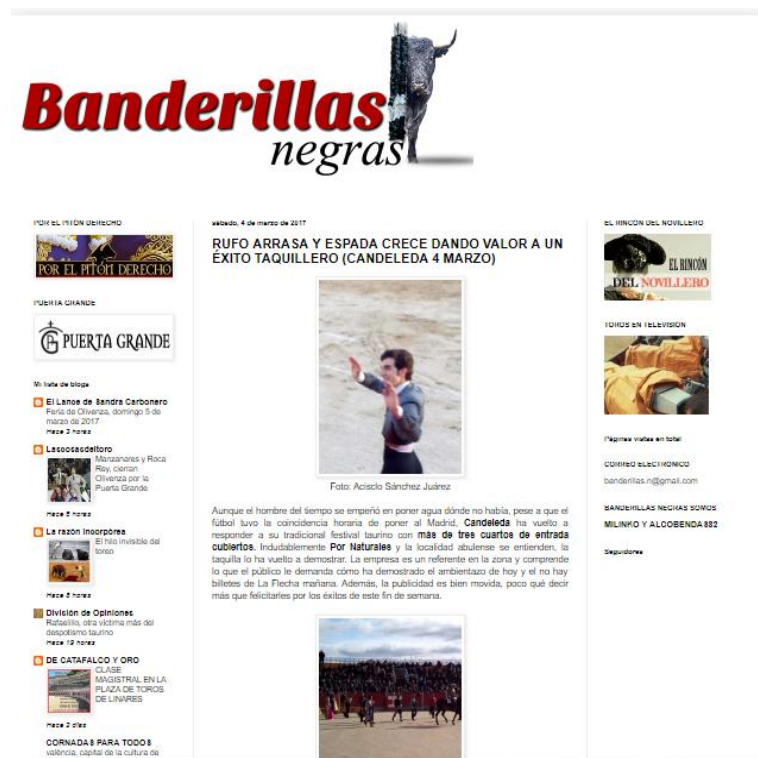 Banderillas
negras
POR EL PITÓN DERECHO
POR EL PITÓN DERECHO
PUERTA GRANDE
PUERTA GRANDE
Mi lista de blogs
El Lance de Sandra Carbonero
Feria de Olivenza, domingo 5 de
marzo de 2017
Hace 3 horas
Lascosasdeltoro
Manzanares y Roca
Rey, cierran
Olivenza por la
Puerta Grande
Hace 5 horas
La razón incorpórea
El hilo invisible del
toreo
Hace 8 horas
División de Opiniones
Rafaelillo, otra víctima más del
despotismo taurino
Hace 19 horas
DE CATAFALCO Y ORO
CLASE
MAGISTRAL EN LA
PLAZA DE TOROS
DE LINARES
Hace 2 días
CORNADAS PARA TODOS
valència, capital de la cultura de
sábado, 4 de marzo de 2017
RUFO ARRASA Y ESPADA CRECE DANDO VALOR A UN
ÉXITO TAQUILLERO (CANDELEDA 4 MARZO)
Foto: Acisclo Sánchez Juárez
Aunque el hombre del tiempo se empeñó en poner agua dónde no había, pese a que el
fútbol tuvo la coincidencia horaria de poner al Madrid, Candeleda ha vuelto a
responder a su tradicional festival taurino con más de tres cuartos de entrada
cubiertos. Indudablemente Por Naturales y la localidad abulense se entienden, la
taquilla lo ha vuelto a demostrar. La empresa es un referente en la zona y comprende
lo que el público le demanda cómo ha demostrado el ambientazo de hoy y el no hay
billetes de La Flecha mañana. Además, la publicidad es bien movida, poco qué decir
más que felicitarles por los éxitos de este fin de semana.
EL RINCÓN DEL NOVILLERO
EL RINCÓN
DEL NOVILLERO
TOROS EN TELEVISIÓN
Páginas vistas en total
CORREO ELECTRÓNICO
banderillas.n@gmail.com
BANDERILLAS NEGRAS SOMOS
MILINKO Y ALCOBENDA882
Seguidores